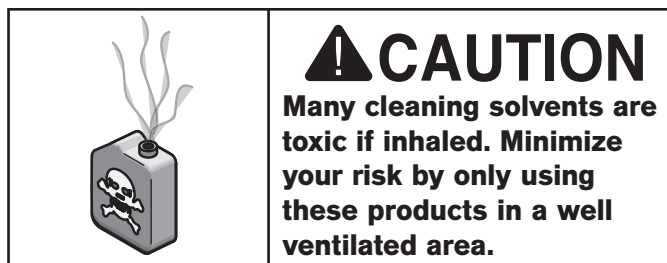 CAUTION
Many cleaning solvents are
toxic if inhaled. Minimize
your risk by only using
these products in a well
ventilated area.